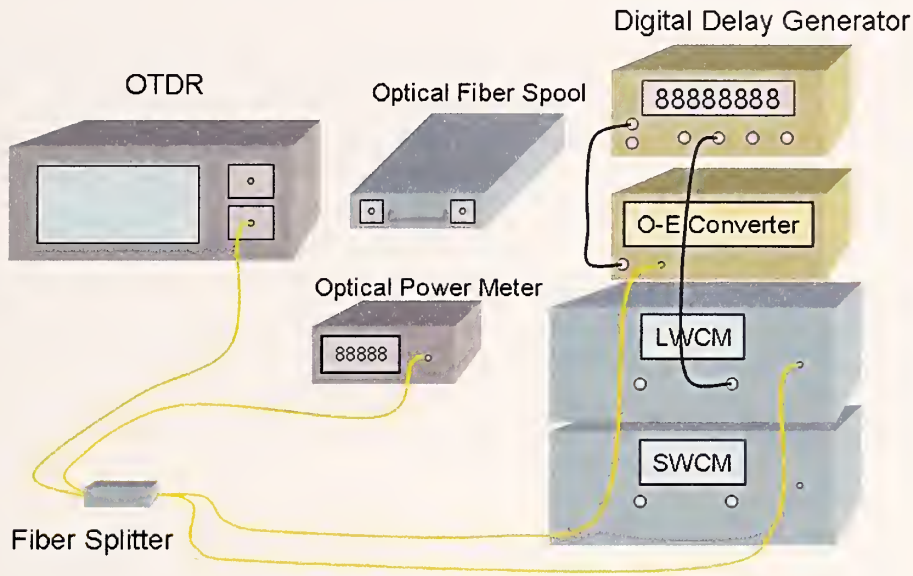 Digital Delay Generator
OTDR
Optical Fiber Spool
88888888
O-E Converter
Optical Power Meter
88888
LWCM
SWCM
Fiber Splitter